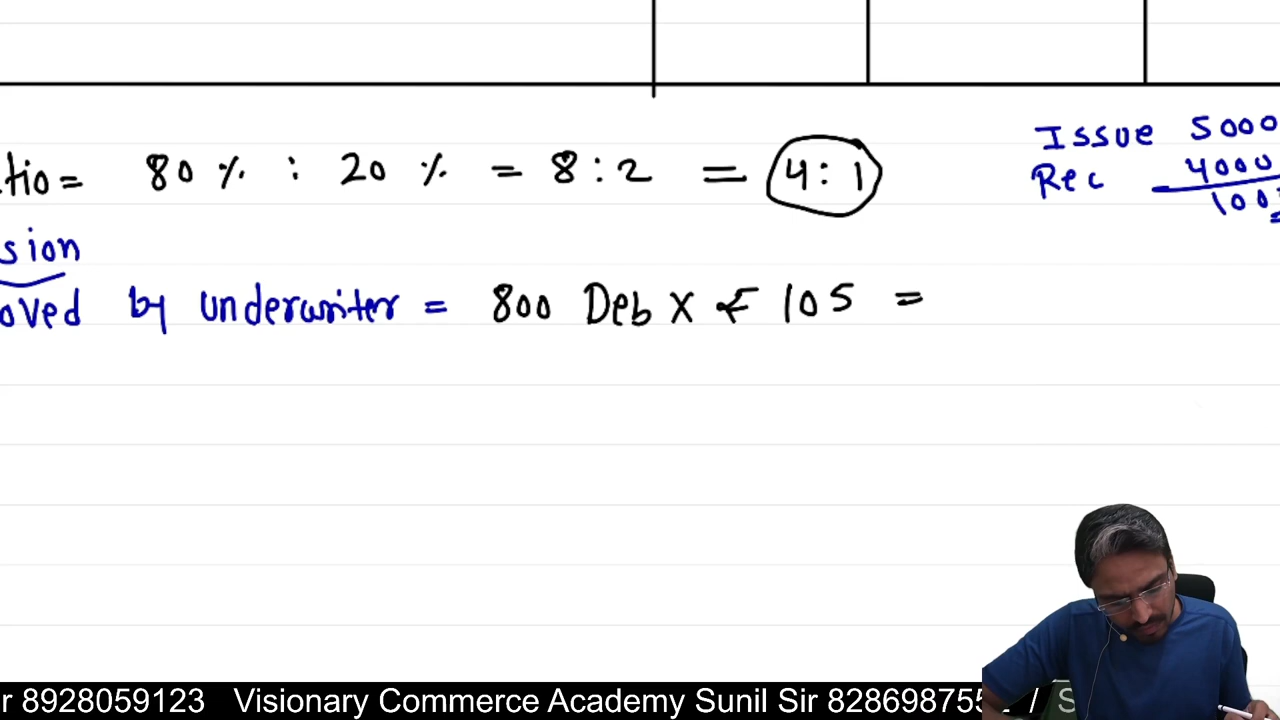 Issue 5000
tio = 80 % : 20 % = 8 : 2 = 4 : 1
Rec 4000
100
sion
oved by underwriter = 800 Deb X ₹ 105 =
r 8928059123 Visionary Commerce Academy Sunil Sir 828698755 / S